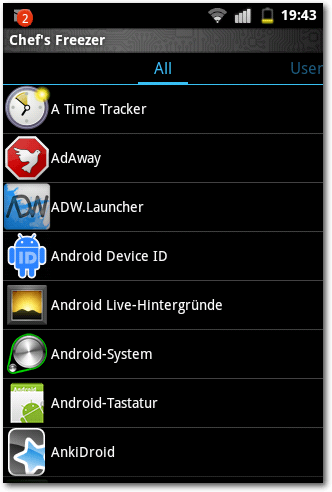 2
19:43
Chef's Freezer
All User
A Time Tracker
AdAway
ADW
ADW.Launcher
ID
Android Device ID
Android Live-Hintergründe
Android-System
Android
Android-Tastatur
AnkiDroid